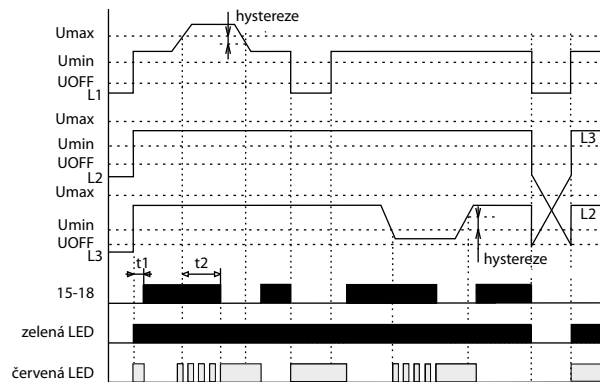 hystereze
Umax
Umin
UOFF
L1
Umax
Umin
L3
UOFF
L2
Umax
L2
Umin
UOFF
L3
hystereze
t1
t2
15-18
zelená LED
červená LED